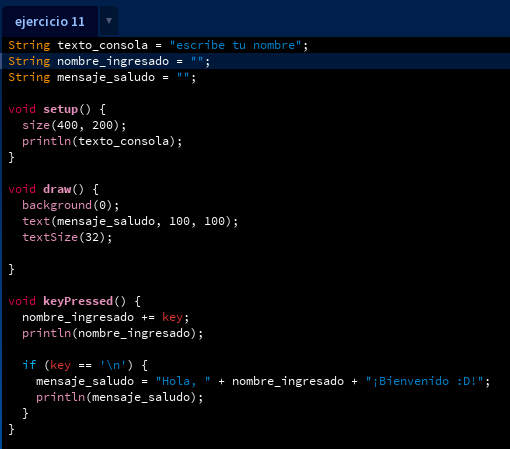 ejercicio 11
String texto_consola = "escribe tu nombre";
String nombre_ingresado = "";
String mensaje_saludo = "";
void setup() {
size(400, 200);
println(texto_consola);
}
void draw() {
background(0);
text(mensaje_saludo, 100, 100);
textSize(32);
}
void keyPressed() {
nombre_ingresado += key;
println(nombre_ingresado);
if (key == '\n') {
mensaje_saludo = "Hola, " + nombre_ingresado + "¡Bienvenido :D!";
println(mensaje_saludo);
}
}